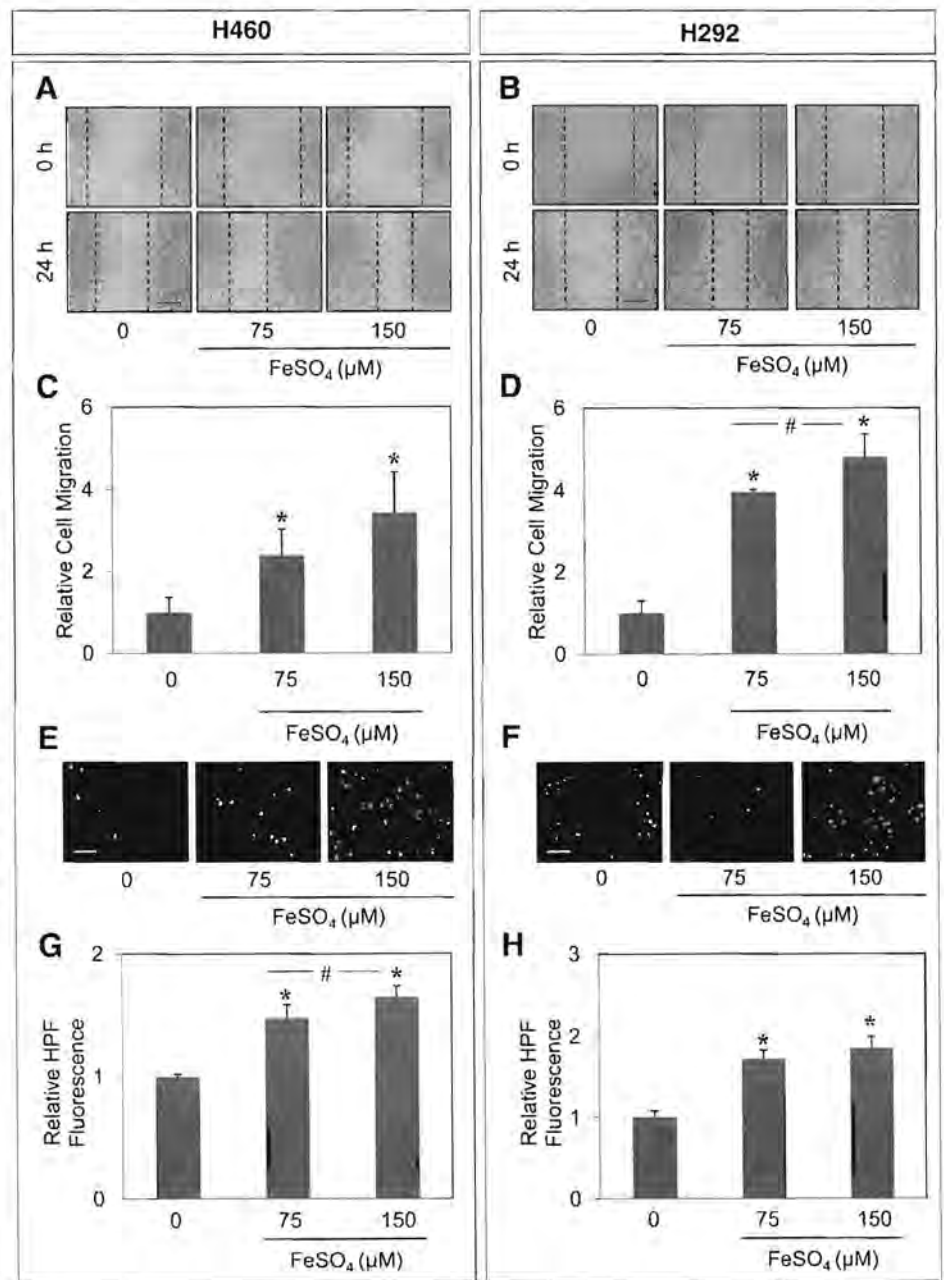 H460
H292
A
0 h
24 h
0 75 150
FeSO₄ (µM)
B
0 h
24 h
0 75 150
FeSO₄ (µM)
C
Relative Cell Migration
6
4
2
0
* *
0 75 150
FeSO₄ (µM)
D
Relative Cell Migration
6
4
2
0
* # *
0 75 150
FeSO₄ (µM)
E
0 75 150
FeSO₄ (µM)
F
0 75 150
FeSO₄ (µM)
G
Relative HPF
Fluorescence
2
1
0
* # *
0 75 150
FeSO₄ (µM)
H
Relative HPF
Fluorescence
3
2
1
0
* *
0 75 150
FeSO₄ (µM)